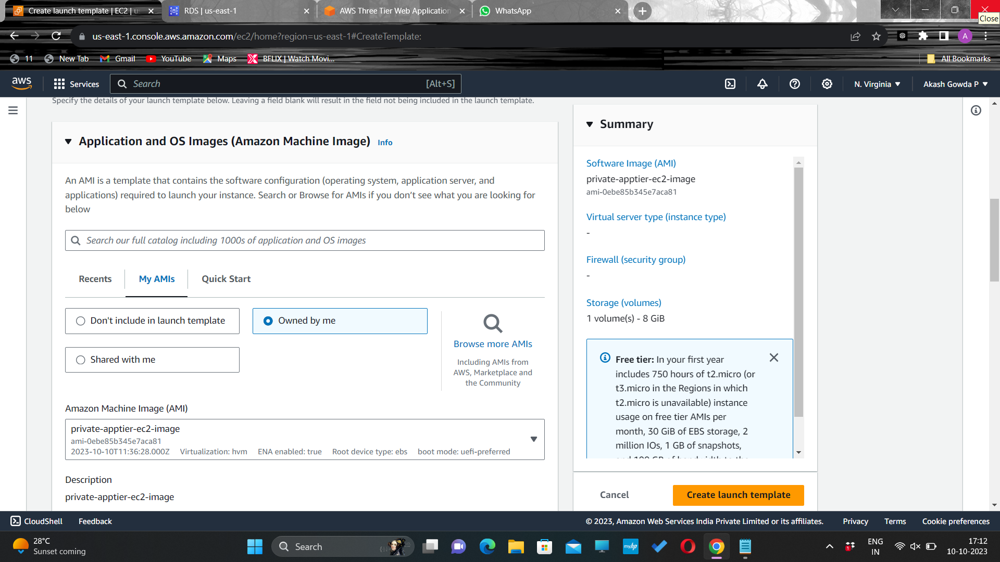 Create launch template | EC2 | u
RDS | us-east-1
AWS Three Tier Web Application
WhatsApp
Close
us-east-1.console.aws.amazon.com/ec2/home?region=us-east-1#CreateTemplate:
A
11
New Tab
Gmail
YouTube
Maps
BFLIX | Watch Movi...
All Bookmarks
aws
Services
Search
[Alt+S]
N. Virginia
Akash Gowda P
Specify the details of your launch template below. Leaving a field blank will result in the field not being included in the launch template.
Application and OS Images (Amazon Machine Image) Info
An AMI is a template that contains the software configuration (operating system, application server, and
applications) required to launch your instance. Search or Browse for AMIs if you don’t see what you are looking for
below
Search our full catalog including 1000s of application and OS images
Recents
My AMIs
Quick Start
Don't include in launch template
Owned by me
Shared with me
Browse more AMIs
Including AMIs from
AWS, Marketplace and
the Community
Amazon Machine Image (AMI)
private-apptier-ec2-image
ami-0ebe85b345e7aca81
2023-10-10T11:36:28.000Z Virtualization: hvm ENA enabled: true Root device type: ebs boot mode: uefi-preferred
Description
private-apptier-ec2-image
Summary
Software Image (AMI)
private-apptier-ec2-image
ami-0ebe85b345e7aca81
Virtual server type (instance type)
-
Firewall (security group)
-
Storage (volumes)
1 volume(s) - 8 GiB
Free tier: In your first year
includes 750 hours of t2.micro (or
t3.micro in the Regions in which
t2.micro is unavailable) instance
usage on free tier AMIs per
month, 30 GiB of EBS storage, 2
million IOs, 1 GB of snapshots,
and 100 GB of bandwidth to the
Cancel
Create launch template
CloudShell
Feedback
© 2023, Amazon Web Services India Private Limited or its affiliates.
Privacy
Terms
Cookie preferences
28°C
Sunset coming
Search
myhp
1
ENG
IN
17:12
10-10-2023